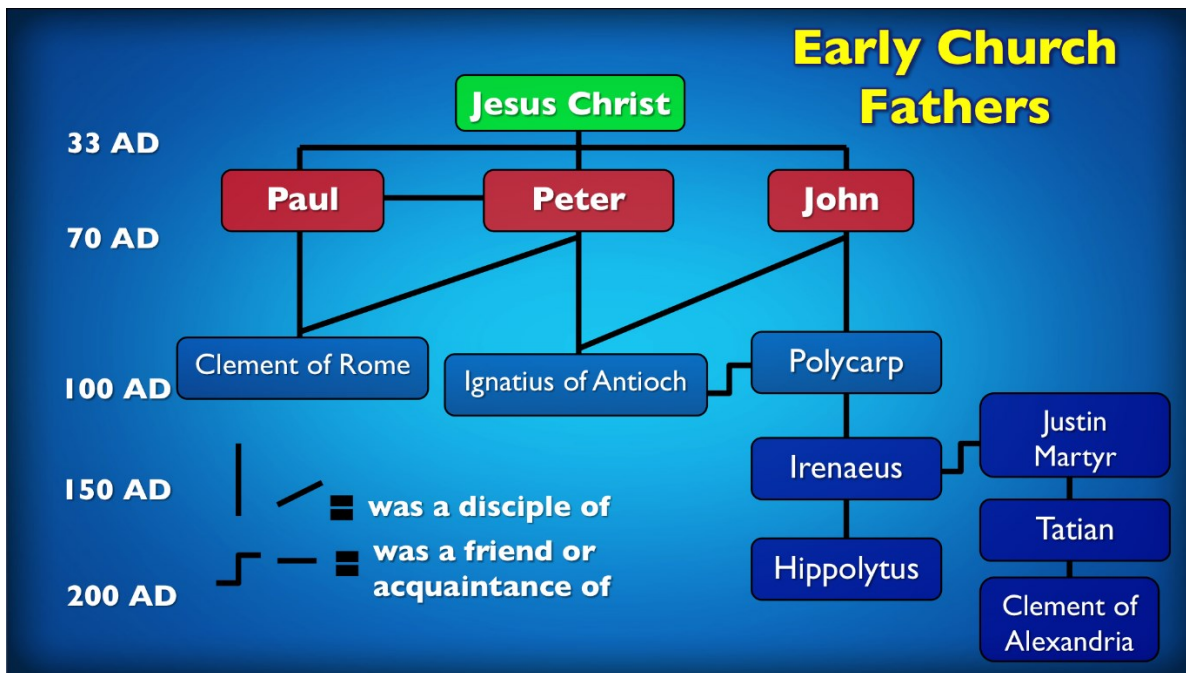 Early Church
Fathers
Jesus Christ
33 AD
Paul
Peter
John
70 AD
Clement of Rome
Ignatius of Antioch
Polycarp
100 AD
Justin
Martyr
Irenaeus
150 AD
= was a disciple of
Tatian
= was a friend or
acquaintance of
Hippolytus
200 AD
Clement of
Alexandria